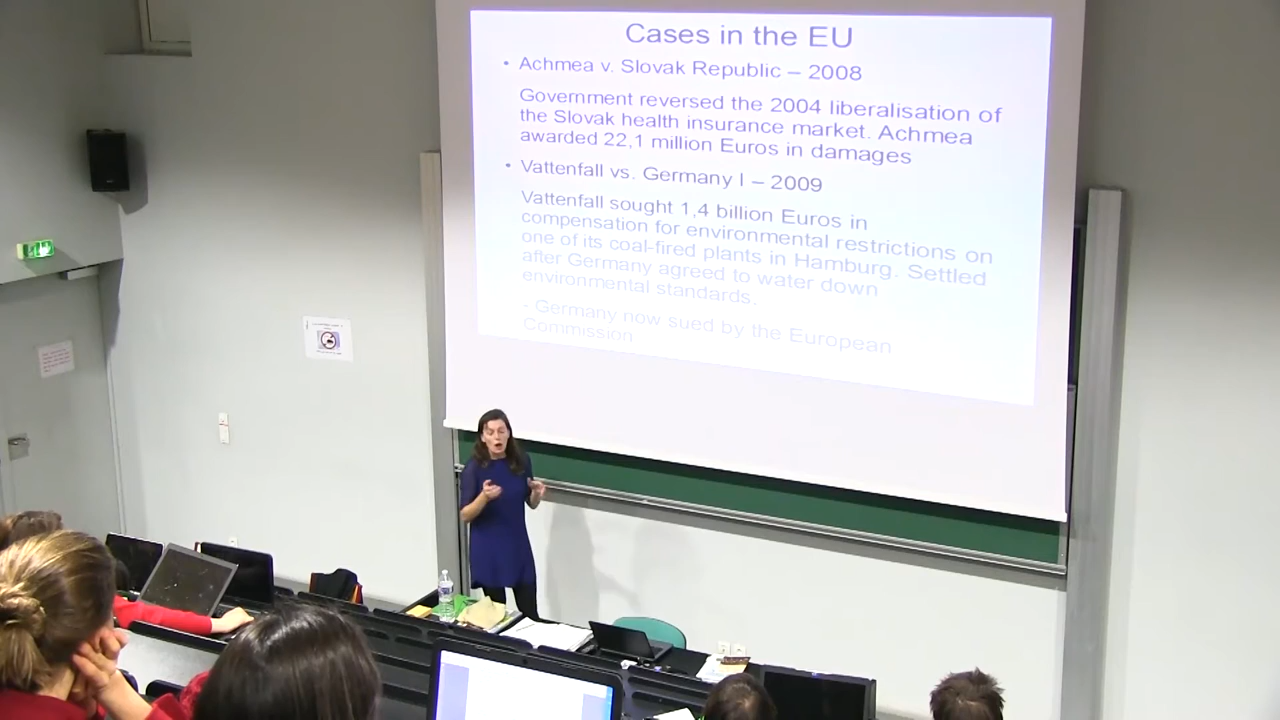 Cases in the EU
• Achmea v. Slovak Republic – 2008
Government reversed the 2004 liberalisation of
the Slovak health insurance market. Achmea
awarded 22,1 million Euros in damages
• Vattenfall vs. Germany I – 2009
Vattenfall sought 1,4 billion Euros in
compensation for environmental restrictions on
one of its coal-fired plants in Hamburg. Settled
after Germany agreed to water down
environmental standards.
- Germany now sued by the European
Commission